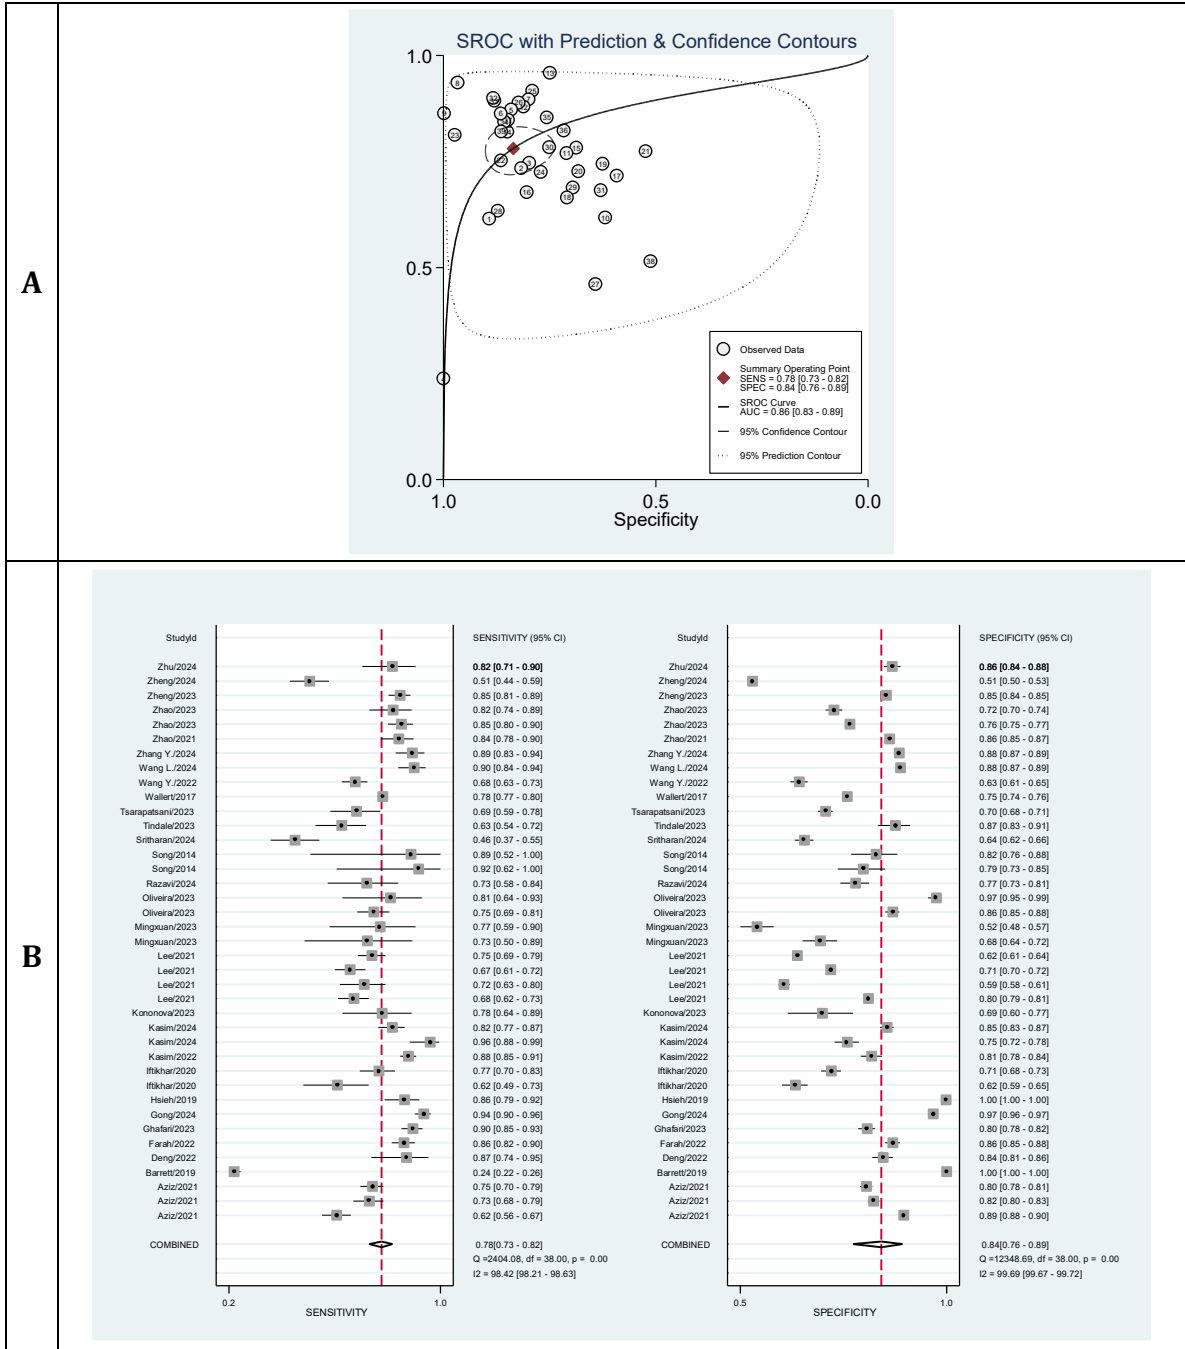 A
SROC with Prediction & Confidence Contours
1.0
0.5
0.0
1.0 0.5 0.0
Specificity
Observed Data
Summary Operating Point
SENS = 0.78 [0.73 - 0.82]
SPEC = 0.84 [0.76 - 0.89]
SROC Curve
AUC = 0.86 [0.83 - 0.89]
95% Confidence Contour
95% Prediction Contour
13
8
25
7
9
6
5
35
23
36
30
15
11
21
2
3
24
20
19
17
16
29
18
31
28
1
10
38
27
B
StudyId SENSITIVITY (95% CI) StudyId SPECIFICITY (95% CI)
Zhu/2024 0.82 [0.71 - 0.90] Zhu/2024 0.86 [0.84 - 0.88]
Zheng/2024 0.51 [0.44 - 0.59] Zheng/2024 0.51 [0.50 - 0.53]
Zheng/2023 0.85 [0.81 - 0.89] Zheng/2023 0.85 [0.84 - 0.85]
Zhao/2023 0.82 [0.74 - 0.89] Zhao/2023 0.72 [0.70 - 0.74]
Zhao/2023 0.85 [0.80 - 0.90] Zhao/2023 0.76 [0.75 - 0.77]
Zhao/2021 0.84 [0.78 - 0.90] Zhao/2021 0.86 [0.85 - 0.87]
Zhang Y./2024 0.89 [0.83 - 0.94] Zhang Y./2024 0.88 [0.87 - 0.89]
Wang L./2024 0.90 [0.84 - 0.94] Wang L./2024 0.88 [0.87 - 0.89]
Wang Y./2022 0.68 [0.63 - 0.73] Wang Y./2022 0.63 [0.61 - 0.65]
Wallert/2017 0.78 [0.77 - 0.80] Wallert/2017 0.75 [0.74 - 0.76]
Tsarapatsani/2023 0.69 [0.59 - 0.78] Tsarapatsani/2023 0.70 [0.68 - 0.71]
Tindale/2023 0.63 [0.54 - 0.72] Tindale/2023 0.87 [0.83 - 0.91]
Sritharan/2024 0.46 [0.37 - 0.55] Sritharan/2024 0.64 [0.62 - 0.66]
Song/2014 0.89 [0.52 - 1.00] Song/2014 0.82 [0.76 - 0.88]
Song/2014 0.92 [0.62 - 1.00] Song/2014 0.79 [0.73 - 0.85]
Razavi/2024 0.73 [0.58 - 0.84] Razavi/2024 0.77 [0.73 - 0.81]
Oliveira/2023 0.81 [0.64 - 0.93] Oliveira/2023 0.97 [0.95 - 0.99]
Oliveira/2023 0.75 [0.69 - 0.81] Oliveira/2023 0.86 [0.85 - 0.88]
Mingxuan/2023 0.77 [0.59 - 0.90] Mingxuan/2023 0.52 [0.48 - 0.57]
Mingxuan/2023 0.73 [0.50 - 0.89] Mingxuan/2023 0.68 [0.64 - 0.72]
Lee/2021 0.75 [0.69 - 0.79] Lee/2021 0.62 [0.61 - 0.64]
Lee/2021 0.67 [0.61 - 0.72] Lee/2021 0.71 [0.70 - 0.72]
Lee/2021 0.72 [0.63 - 0.80] Lee/2021 0.59 [0.58 - 0.61]
Lee/2021 0.68 [0.62 - 0.73] Lee/2021 0.80 [0.79 - 0.81]
Kononova/2023 0.78 [0.64 - 0.89] Kononova/2023 0.69 [0.60 - 0.77]
Kasim/2024 0.82 [0.77 - 0.87] Kasim/2024 0.85 [0.83 - 0.87]
Kasim/2024 0.96 [0.88 - 0.99] Kasim/2024 0.75 [0.72 - 0.78]
Kasim/2022 0.88 [0.85 - 0.91] Kasim/2022 0.81 [0.78 - 0.84]
Iftikhar/2020 0.77 [0.70 - 0.83] Iftikhar/2020 0.71 [0.68 - 0.73]
Iftikhar/2020 0.62 [0.49 - 0.73] Iftikhar/2020 0.62 [0.59 - 0.65]
Hsieh/2019 0.86 [0.79 - 0.92] Hsieh/2019 1.00 [1.00 - 1.00]
Gong/2024 0.94 [0.90 - 0.96] Gong/2024 0.97 [0.96 - 0.97]
Ghafari/2023 0.90 [0.85 - 0.93] Ghafari/2023 0.80 [0.78 - 0.82]
Farah/2022 0.86 [0.82 - 0.90] Farah/2022 0.86 [0.85 - 0.88]
Deng/2022 0.87 [0.74 - 0.95] Deng/2022 0.84 [0.81 - 0.86]
Barrett/2019 0.24 [0.22 - 0.26] Barrett/2019 1.00 [1.00 - 1.00]
Aziz/2021 0.75 [0.70 - 0.79] Aziz/2021 0.80 [0.78 - 0.81]
Aziz/2021 0.73 [0.68 - 0.79] Aziz/2021 0.82 [0.80 - 0.83]
Aziz/2021 0.62 [0.56 - 0.67] Aziz/2021 0.89 [0.88 - 0.90]
COMBINED 0.78[0.73 - 0.82] COMBINED 0.84[0.76 - 0.89]
Q =2404.08, df = 38.00, p = 0.00 Q =12348.69, df = 38.00, p = 0.00
I2 = 98.42 [98.21 - 98.63] I2 = 99.69 [99.67 - 99.72]
0.2 1.0 0.5 1.0
SENSITIVITY SPECIFICITY